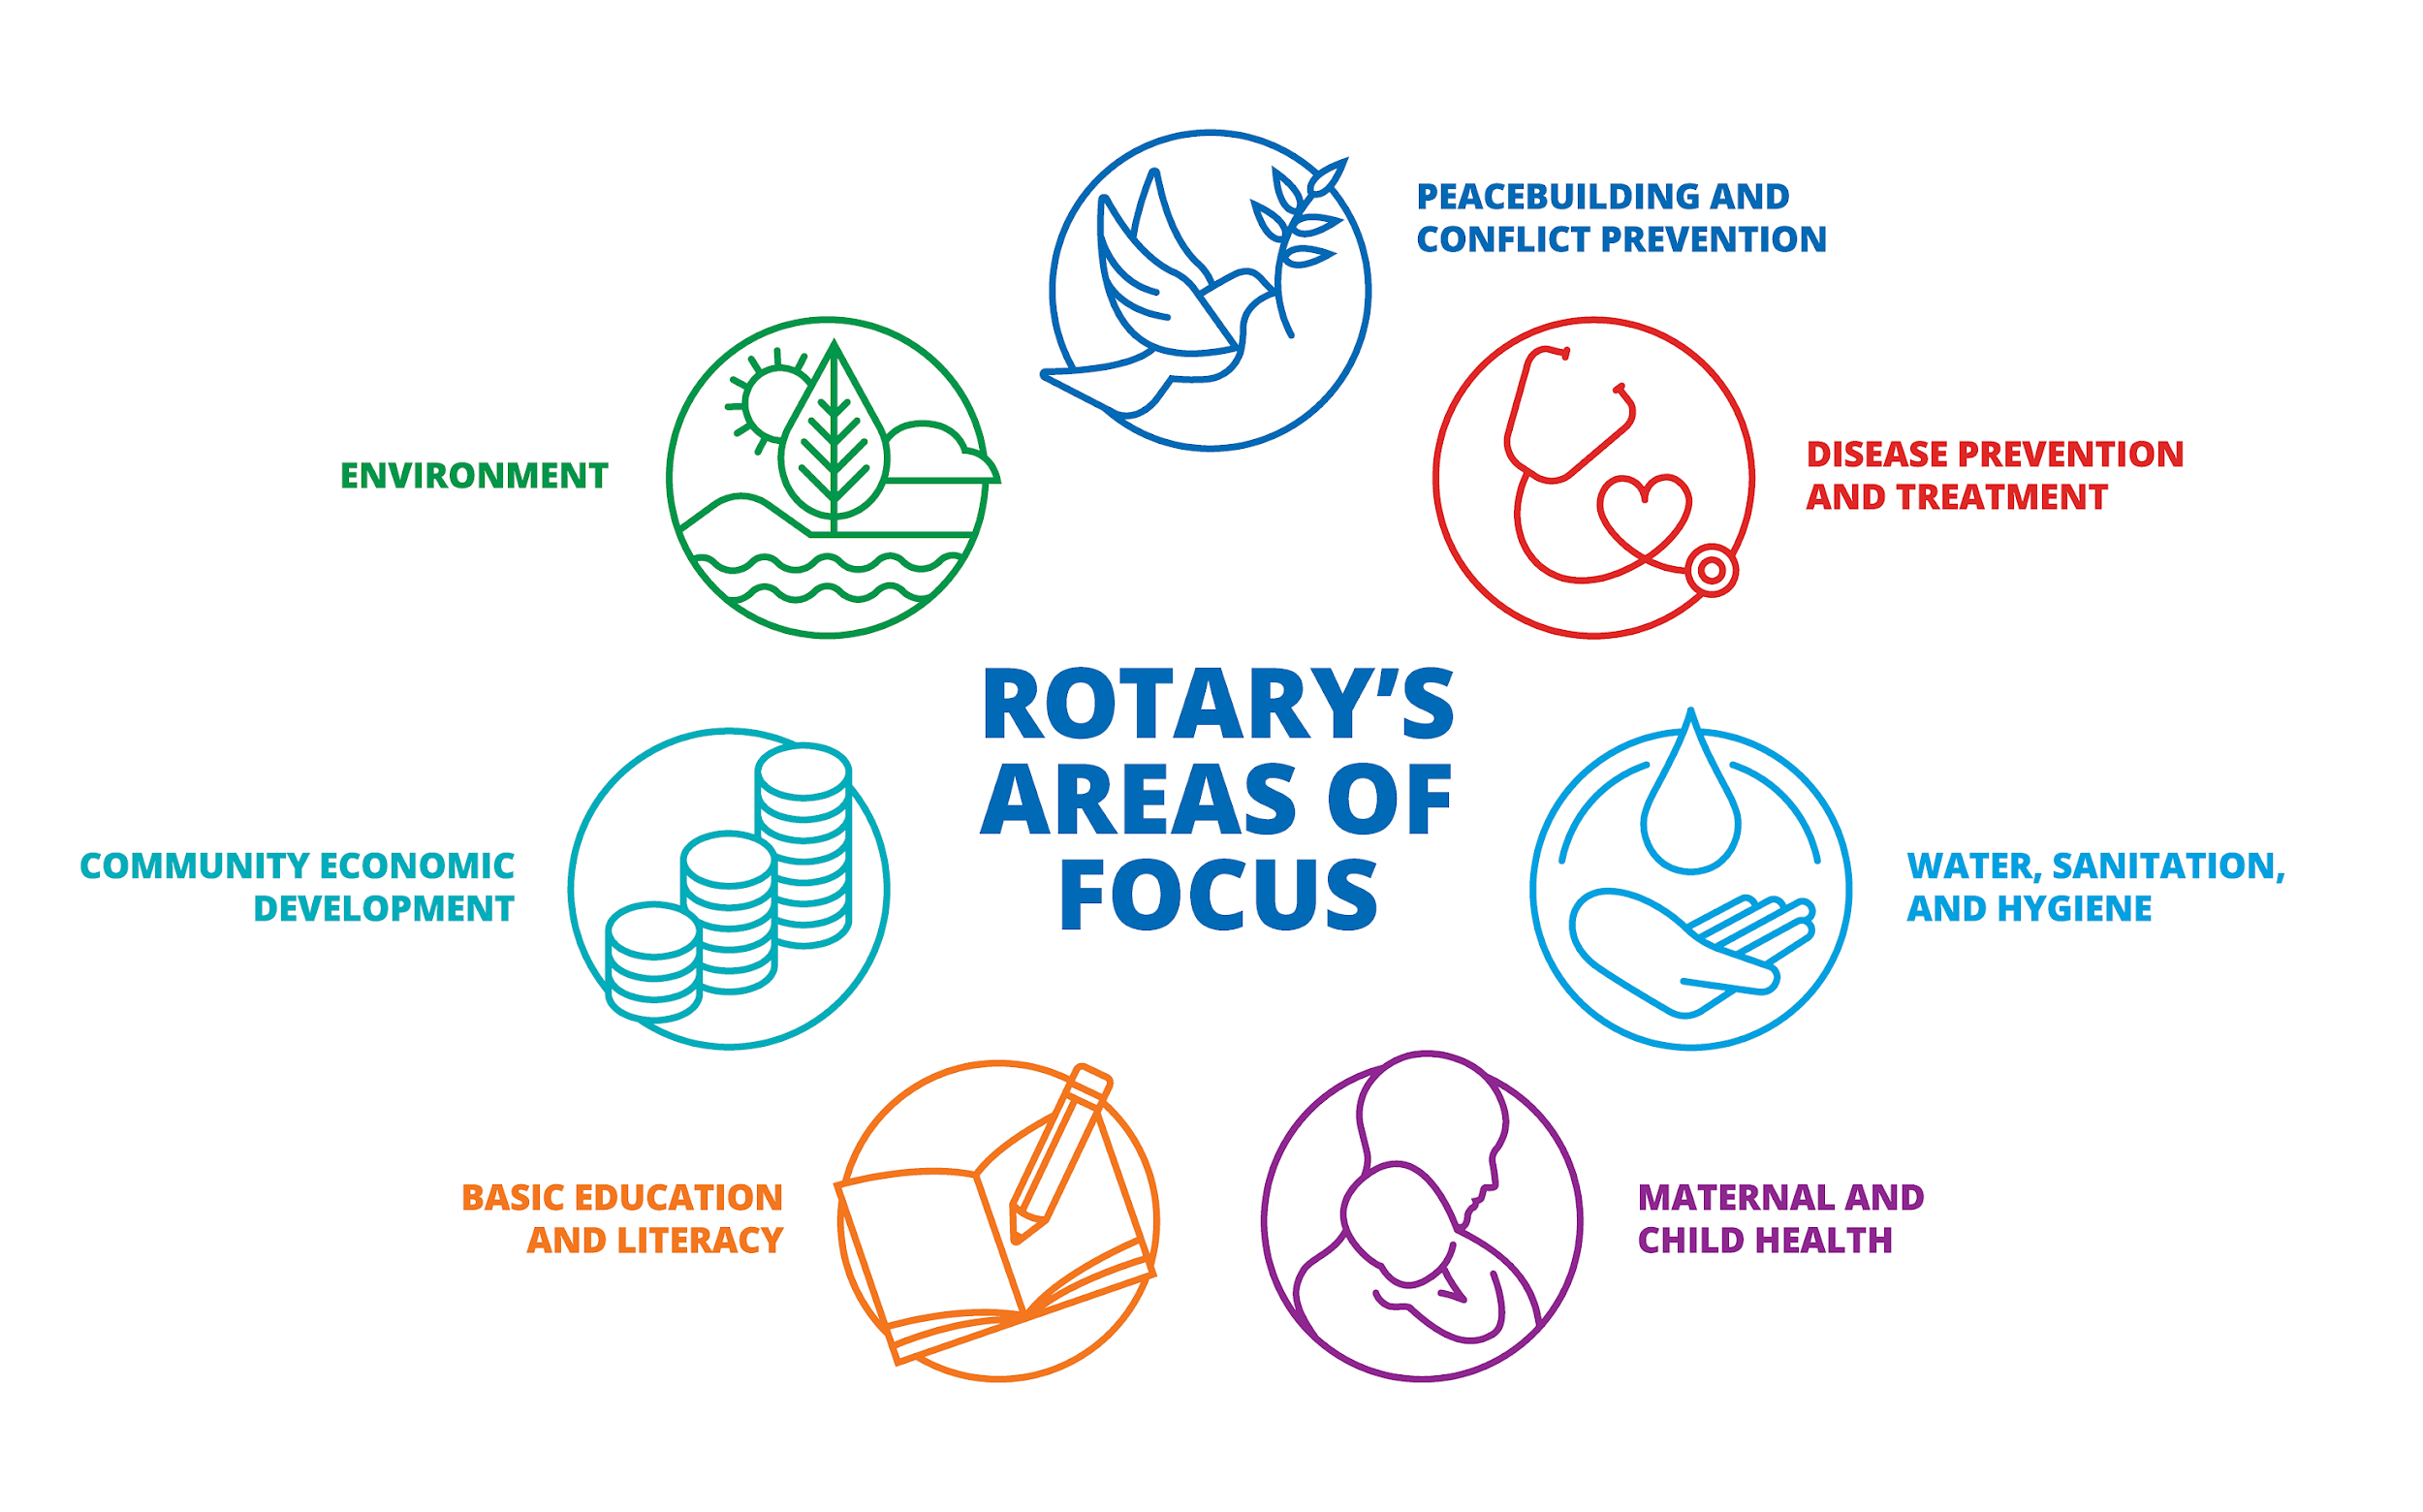 PEACEBUILDING AND
CONFLICT PREVENTION
DISEASE PREVENTION
AND TREATMENT
ENVIRONMENT
ROTARY’S
AREAS OF
FOCUS
WATER, SANITATION,
AND HYGIENE
COMMUNITY ECONOMIC
DEVELOPMENT
BASIC EDUCATION
AND LITERACY
MATERNAL AND
CHILD HEALTH